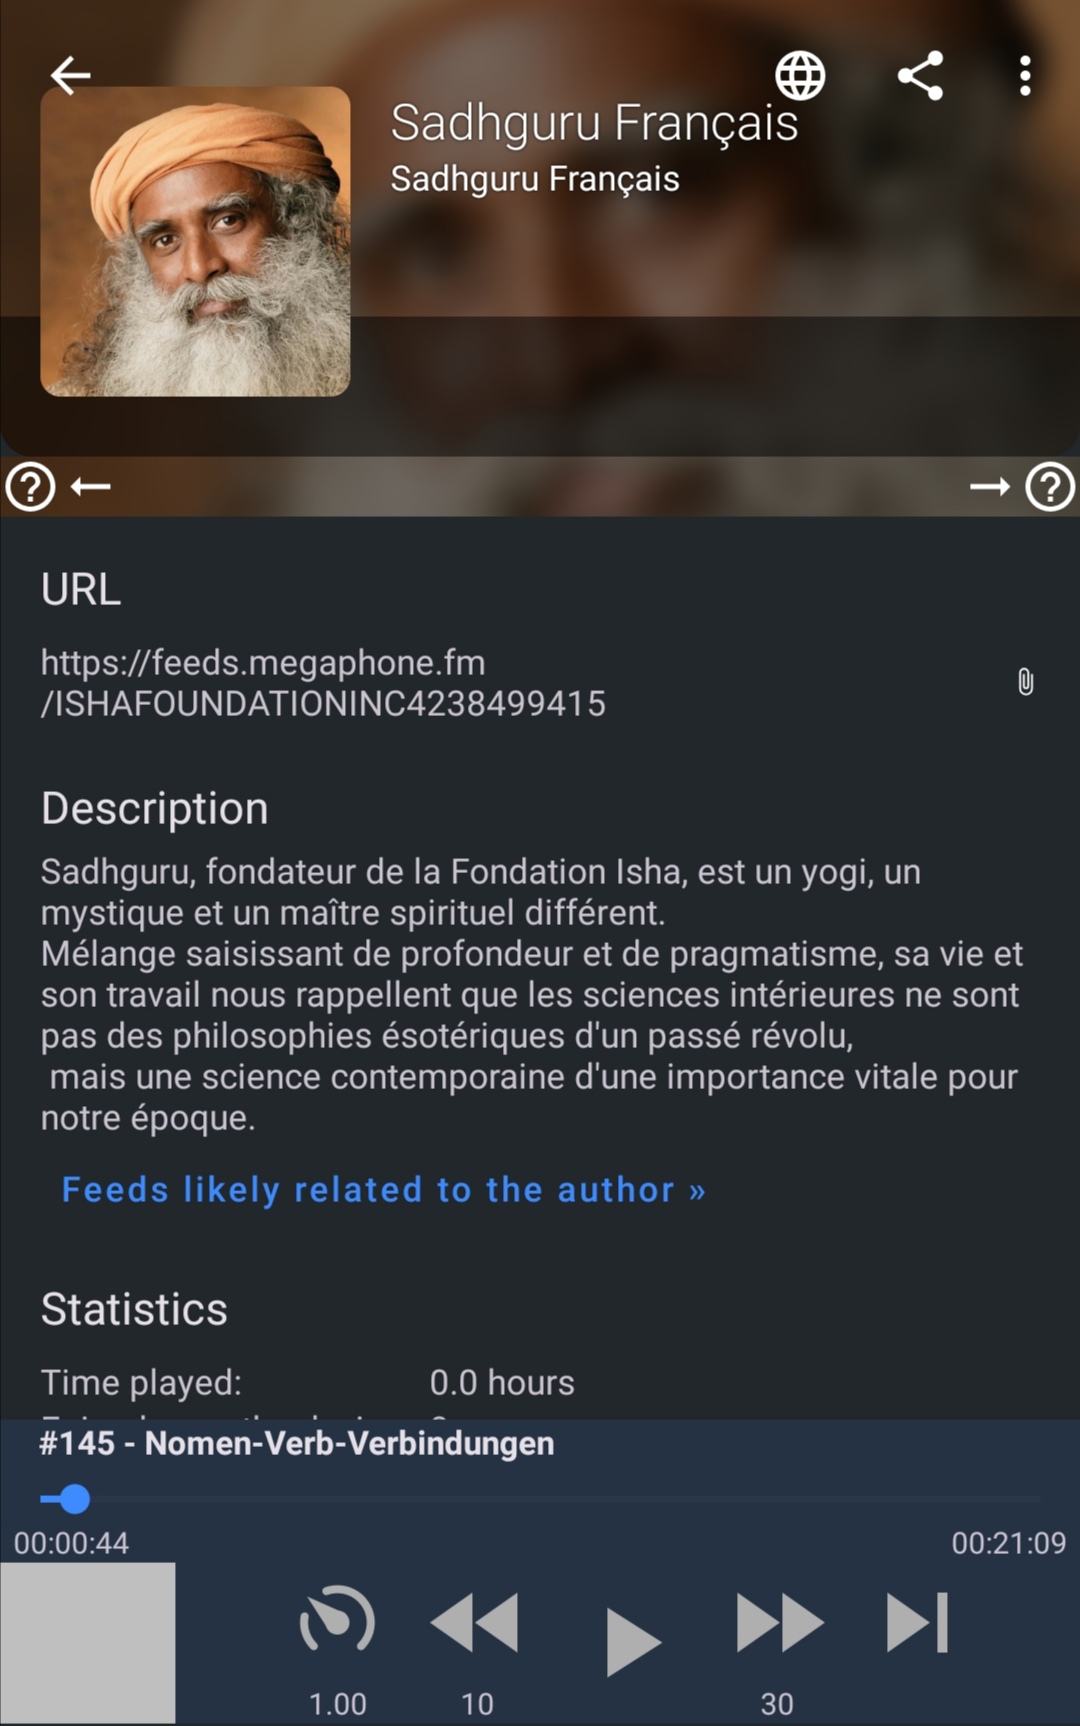 Sadhguru Français
Sadhguru Français
URL
https://feeds.megaphone.fm
/ISHAFOUNDATIONINC4238499415
Description
Sadhguru, fondateur de la Fondation Isha, est un yogi, un
mystique et un maître spirituel différent.
Mélange saisissant de profondeur et de pragmatisme, sa vie et
son travail nous rappellent que les sciences intérieures ne sont
pas des philosophies ésotériques d'un passé révolu,
mais une science contemporaine d'une importance vitale pour
notre époque.
Feeds likely related to the author »
Statistics
Time played: 0.0 hours
#145 - Nomen-Verb-Verbindungen
00:00:44 00:21:09
1.00 10 30